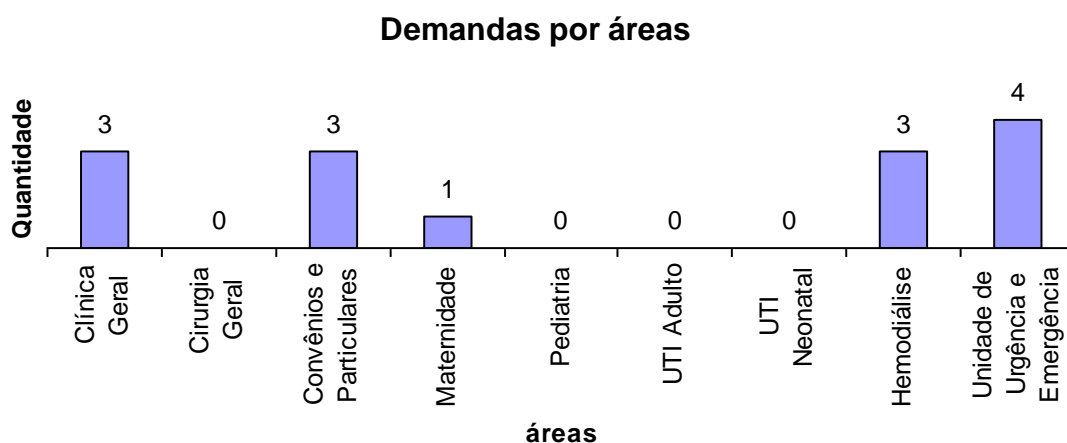 Demandas por áreas
Quantidade
3
0
3
1
0
0
0
3
4
Clínica
Geral
Cirurgia
Geral
Convênios e
Particulares
Maternidade
Pediatria
UTI Adulto
UTI
Neonatal
Hemodiálise
Unidade de
Urgência e
Emergência
áreas